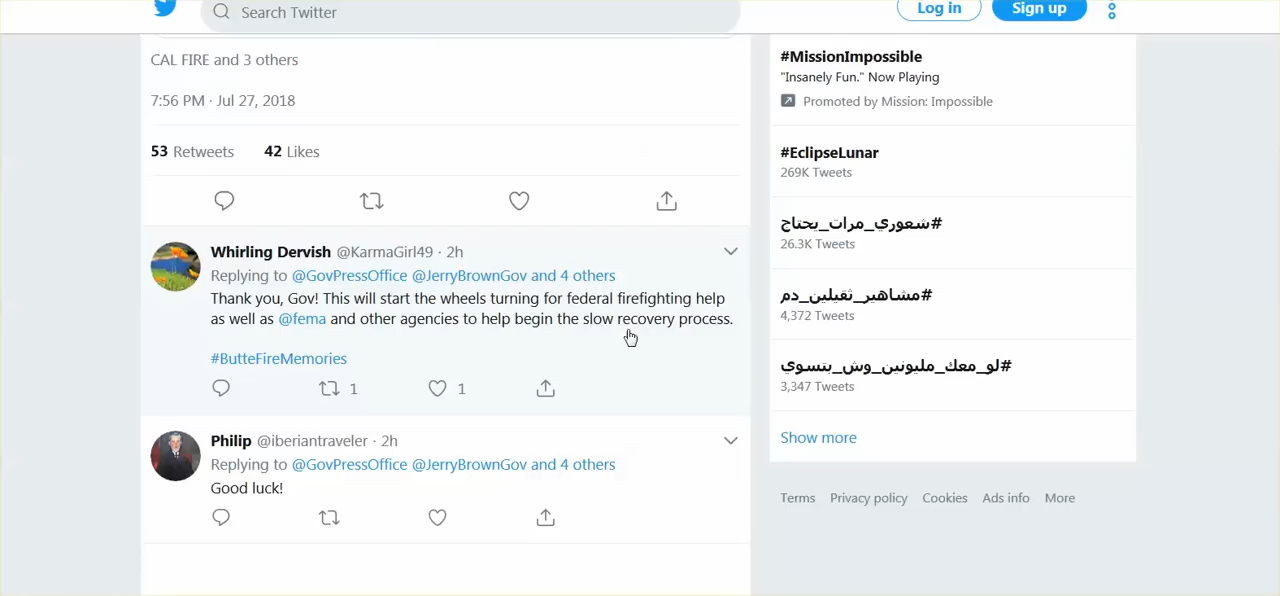 Search Twitter
Log in
Sign up
CAL FIRE and 3 others
7:56 PM · Jul 27, 2018
53 Retweets 42 Likes
Whirling Dervish @KarmaGirl49 · 2h
Replying to @GovPressOffice @JerryBrownGov and 4 others
Thank you, Gov! This will start the wheels turning for federal firefighting help
as well as @fema and other agencies to help begin the slow recovery process.
#ButteFireMemories
1 1
Philip @iberiantraveler · 2h
Replying to @GovPressOffice @JerryBrownGov and 4 others
Good luck!
#MissionImpossible
"Insanely Fun." Now Playing
Promoted by Mission: Impossible
#EclipseLunar
269K Tweets
#شعوري_مرات_يحتاج
26.3K Tweets
#مشاهير_ثقيلين_دم
4,372 Tweets
#لو_معك_مليونين_وش_بتسوي
3,347 Tweets
Show more
Terms Privacy policy Cookies Ads info More